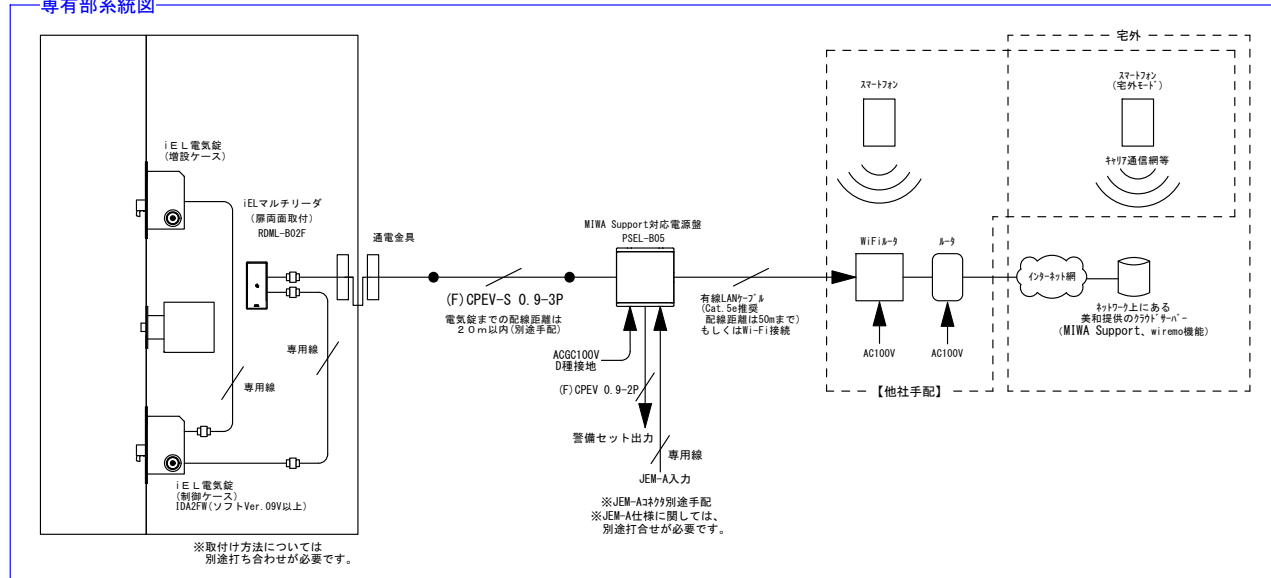 専有部系統図
宅外
スマートフォン
スマートフォン
(宅外モード)
キャリア通信網等
iEL電気錠
(増設ケース)
iELマルチリーダ
(扉両面取付)
RDML-B02F
通電金具
MIWA Support対応電源盤
PSEL-B05
WiFiルータ
ルータ
インターネット網
(F)CPEV-S 0.9-3P
電気錠までの配線距離は
20m以内(別途手配)
有線LANケーブル
(Cat.5e推奨
配線距離は50mまで)
もしくはWi-Fi接続
ネットワーク上にある
美和提供のクラウドサーバー
(MIWA Support、wiremo機能)
専用線
専用線
ACGC100V
D種接地
AC100V
AC100V
(F)CPEV 0.9-2P
【他社手配】
警備セット出力
専用線
JEM-A入力
iEL電気錠
(制御ケース)
IDA2FW(ソフトVer.09V以上)
※JEM-Aコネクタ別途手配
※JEM-A仕様に関しては、
別途打合せが必要です。
※取付け方法については
別途打ち合わせが必要です。